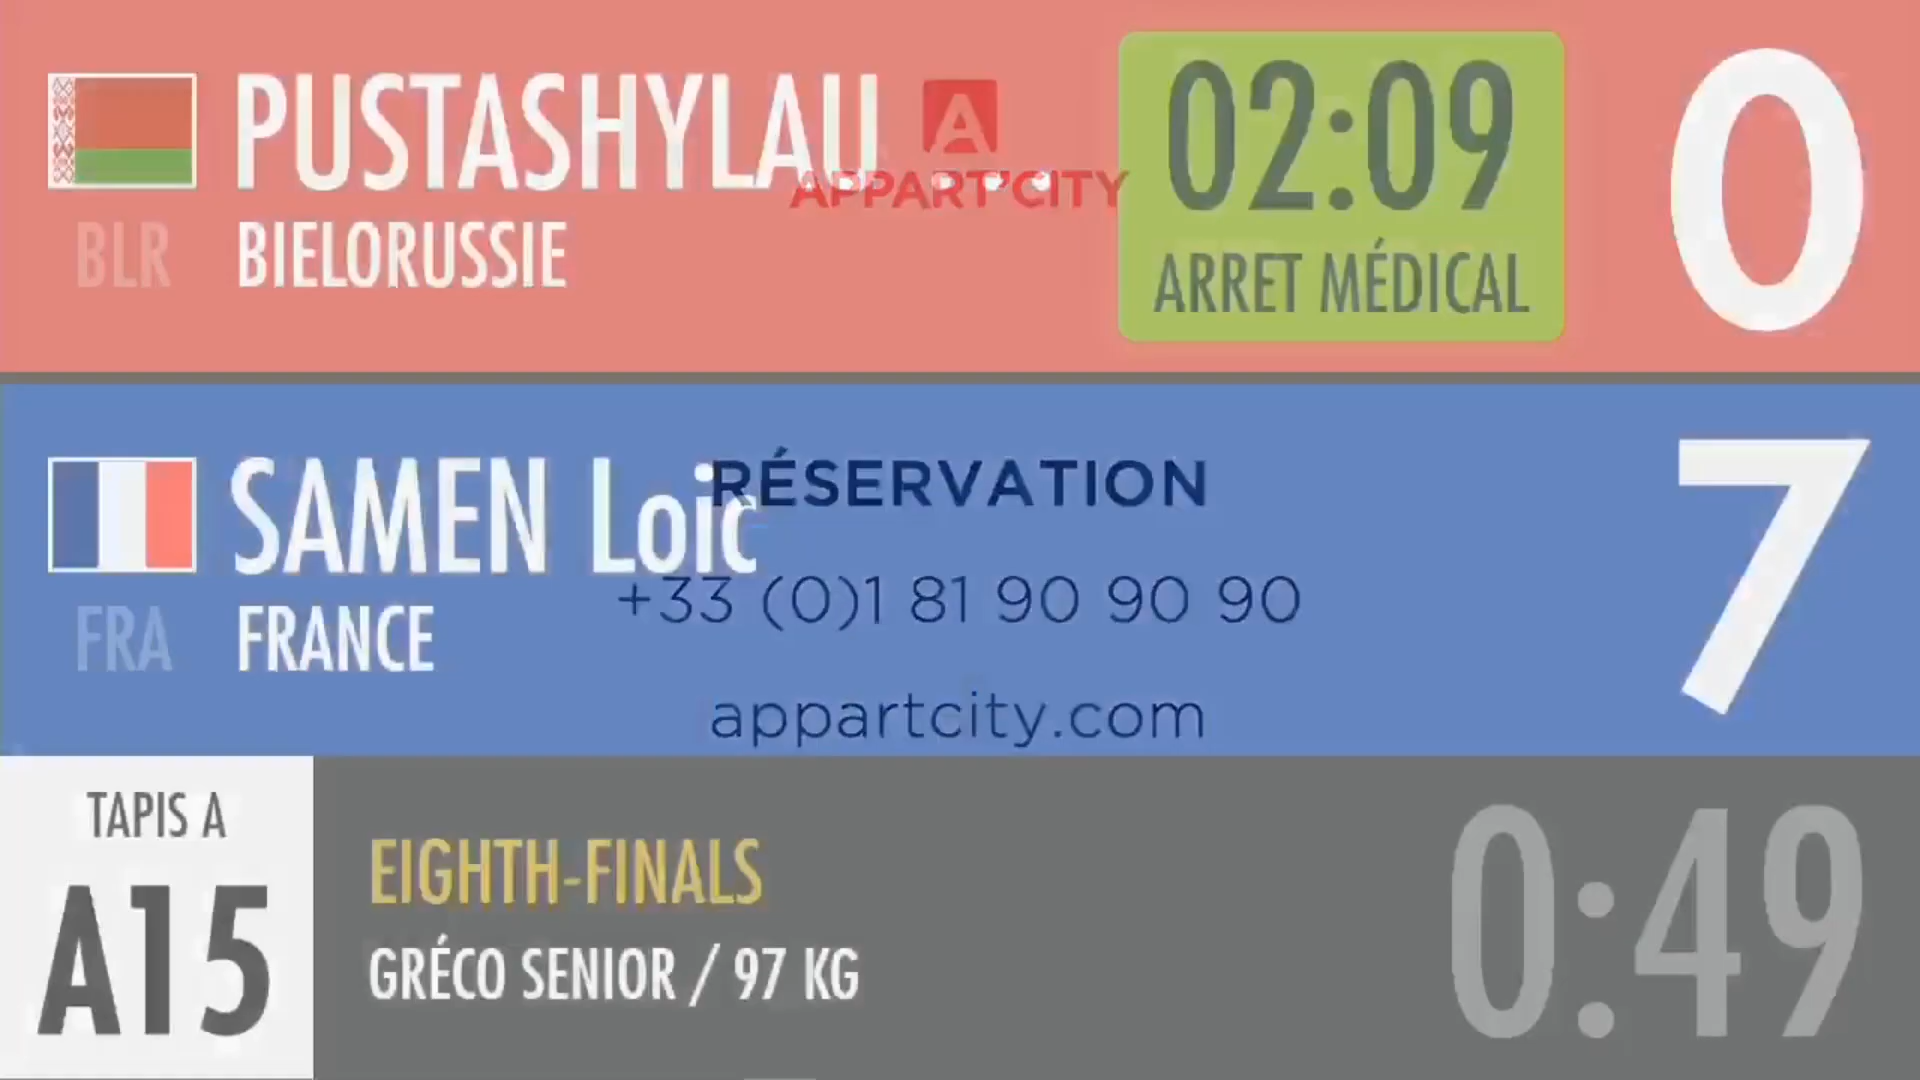 PUSTASHYLAU ...
A
APPART'CITY
02:09
ARRET MÉDICAL
0
BLR
BIELORUSSIE
SAMEN Loic
RÉSERVATION
7
FRA
FRANCE
+33 (0)1 81 90 90 90
appartcity.com
TAPIS A
A15
EIGHTH-FINALS
GRÉCO SENIOR / 97 KG
0:49